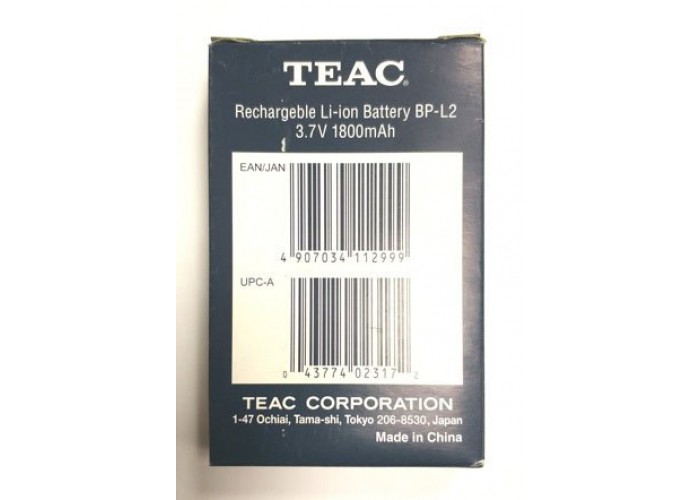 TEAC®
Rechargeble Li-ion Battery BP-L2
3.7V 1800mAh
EAN/JAN
4 907034 112999
UPC-A
0 43774 02317 2
TEAC CORPORATION
1-47 Ochiai, Tama-shi, Tokyo 206-8530, Japan
Made in China